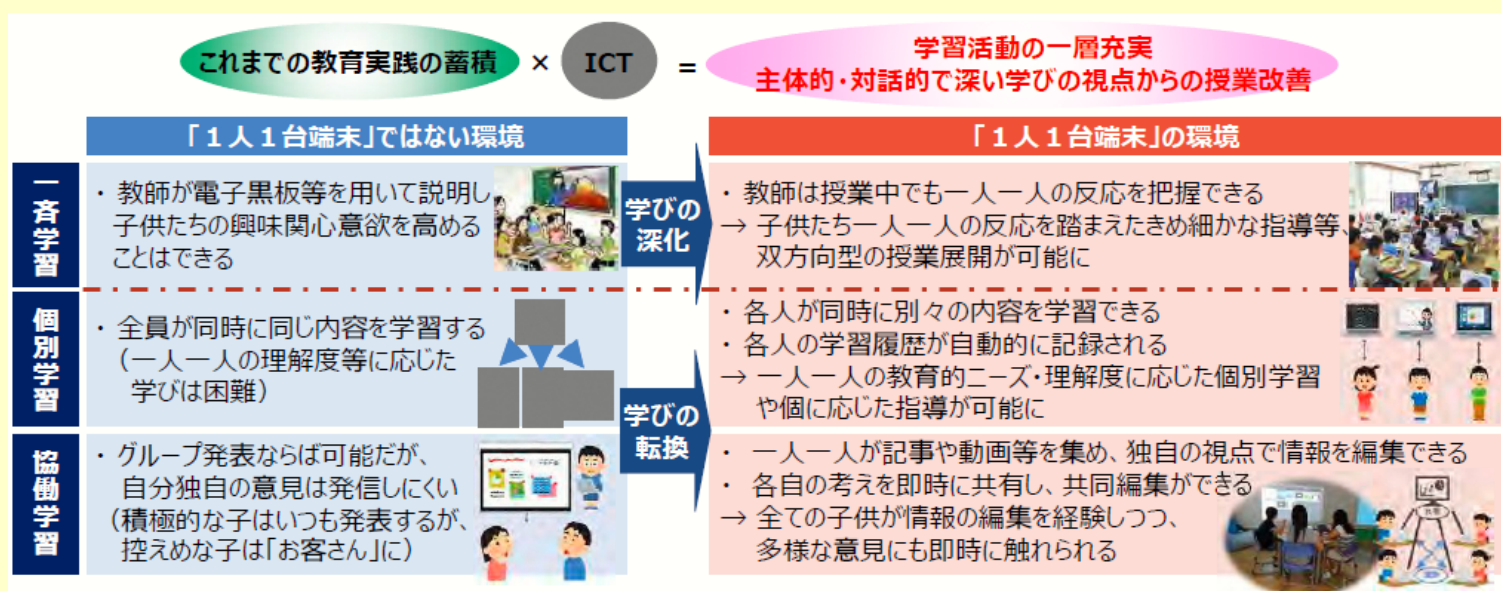 これまでの教育実践の蓄積 × ICT =
学習活動の一層充実
主体的・対話的で深い学びの視点からの授業改善
「１人１台端末」ではない環境
「１人１台端末」の環境
一斉学習
・ 教師が電子黒板等を用いて説明し
子供たちの興味関心意欲を高める
ことはできる
学びの
深化
・ 教師は授業中でも一人一人の反応を把握できる
→ 子供たち一人一人の反応を踏まえたきめ細かな指導等、
双方向型の授業展開が可能に
個別学習
・ 全員が同時に同じ内容を学習する
（一人一人の理解度等に応じた
学びは困難）
学びの
転換
・ 各人が同時に別々の内容を学習できる
・ 各人の学習履歴が自動的に記録される
→ 一人一人の教育的ニーズ・理解度に応じた個別学習
や個に応じた指導が可能に
協働学習
・ グループ発表ならば可能だが、
自分独自の意見は発信しにくい
（積極的な子はいつも発表するが、
控えめな子は「お客さん」に）
・ 一人一人が記事や動画等を集め、独自の視点で情報を編集できる
・ 各自の考えを即時に共有し、共同編集ができる
→ 全ての子供が情報の編集を経験しつつ、
多様な意見にも即時に触れられる